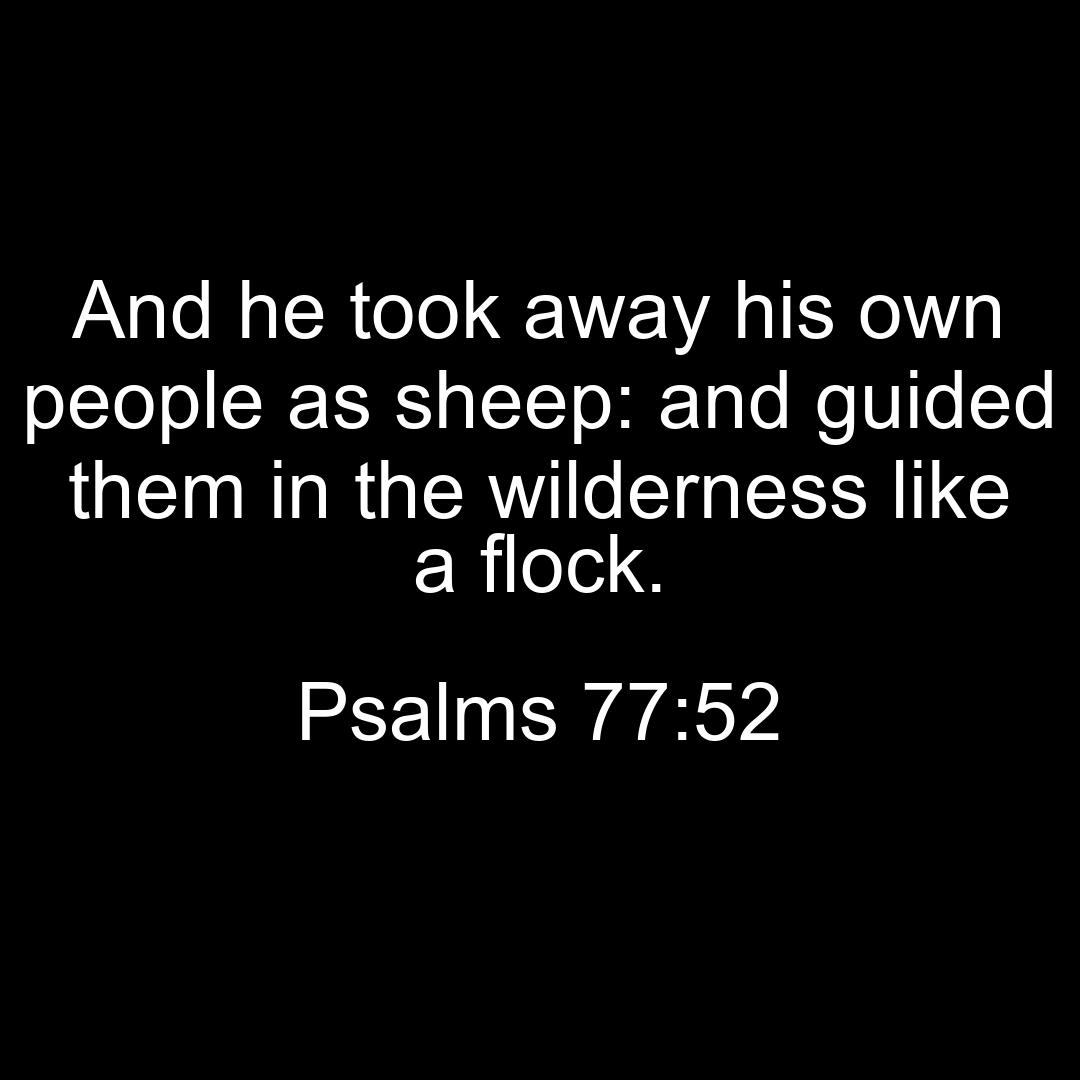 And he took away his own
people as sheep: and guided
them in the wilderness like
a flock.
Psalms 77:52